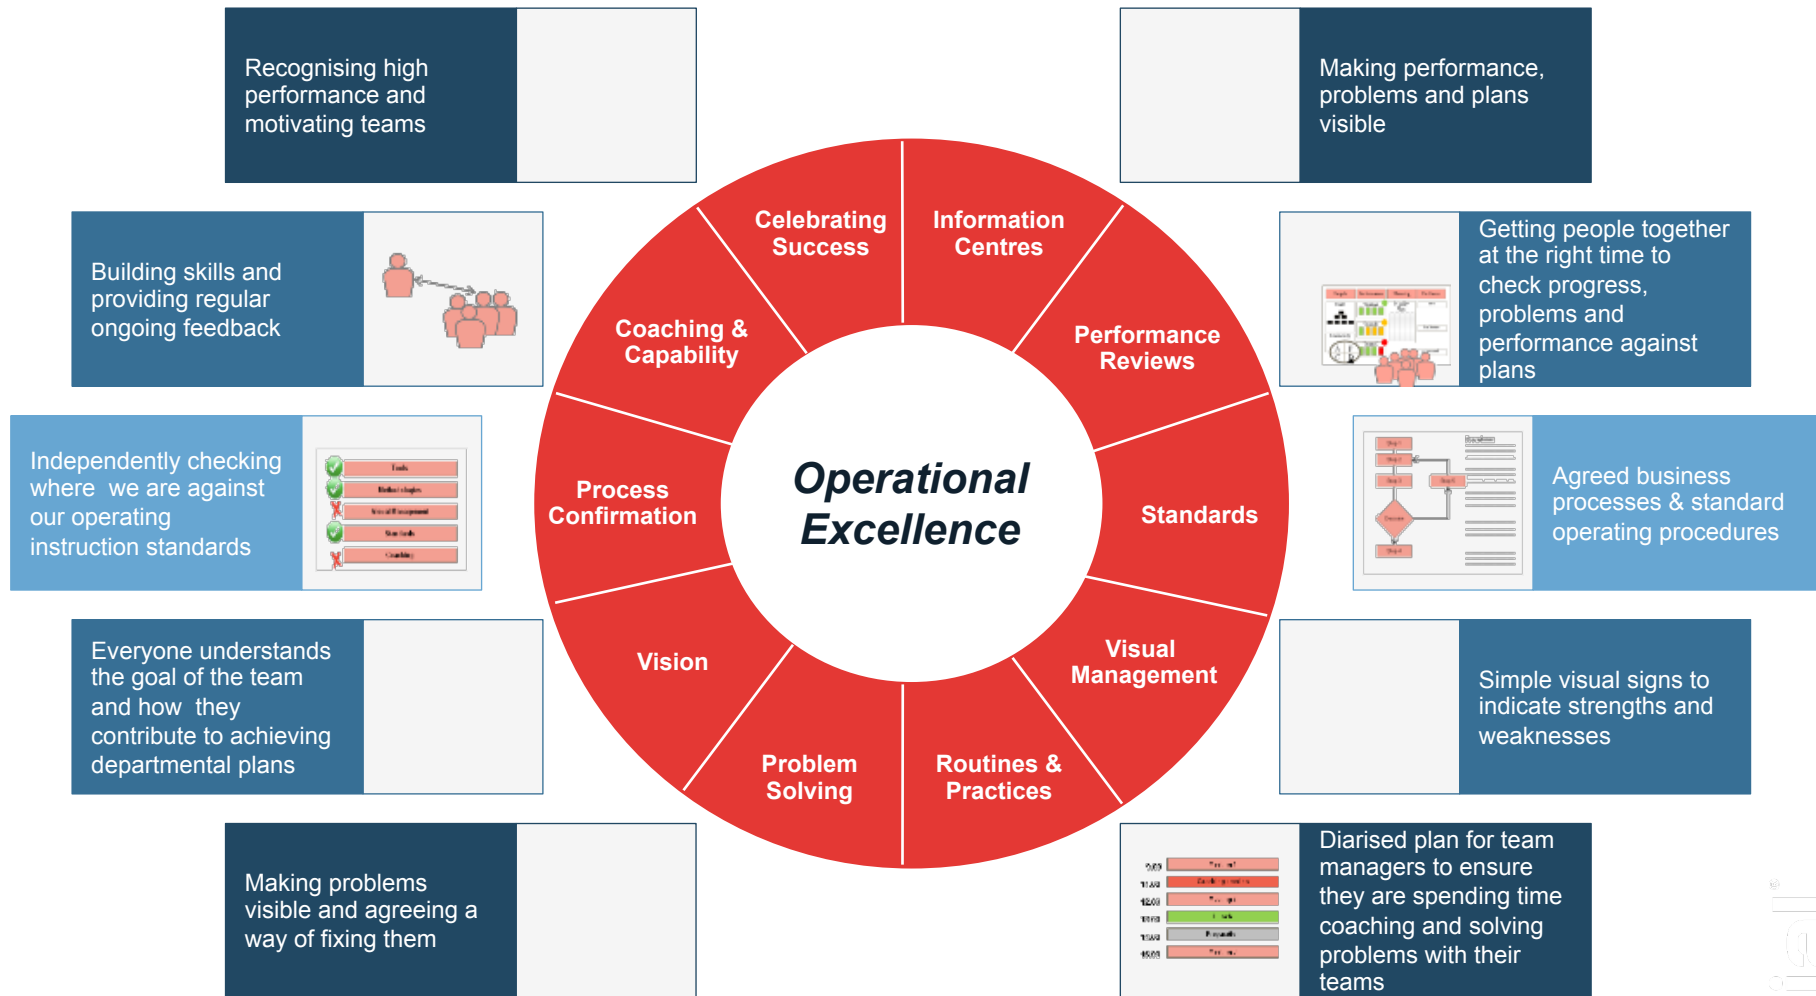 Recognising high
performance and
motivating teams
Making performance,
problems and plans
visible
Celebrating
Success
Information
Centres
Building skills and
providing regular
ongoing feedback
Coaching &
Capability
Performance
Reviews
Getting people together
at the right time to
check progress,
problems and
performance against
plans
Independently checking
where we are against
our operating
instruction standards
Tools
Process
Confirmation
Operational
Excellence
Standards
Agreed business
processes & standard
operating procedures
Everyone understands
the goal of the team
and how they
contribute to achieving
departmental plans
Vision
Visual
Management
Simple visual signs to
indicate strengths and
weaknesses
Problem
Solving
Routines &
Practices
Making problems
visible and agreeing a
way of fixing them
Diarised plan for team
managers to ensure
they are spending time
coaching and solving
problems with their
teams